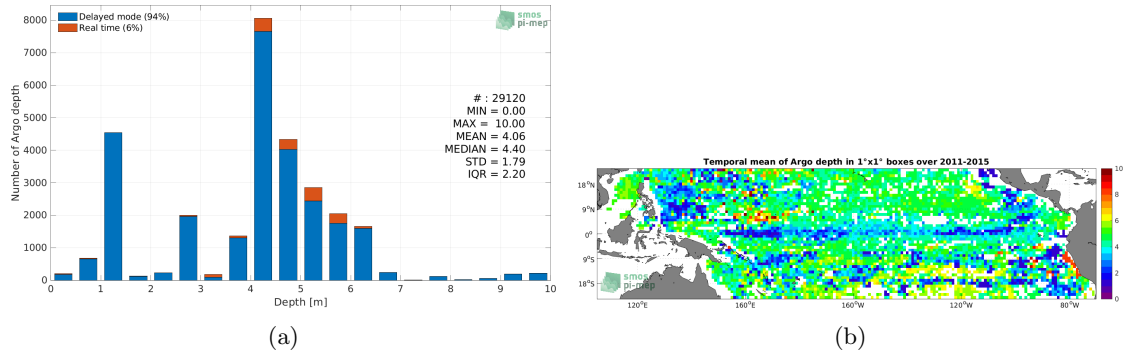 Delayed mode (94%)
Real time (6%)
smos
pi-mep
8000
7000
6000
5000
4000
3000
2000
1000
0
Number of Argo depth
# : 29120
MIN = 0.00
MAX = 10.00
MEAN = 4.06
MEDIAN = 4.40
STD = 1.79
IQR = 2.20
0 1 2 3 4 5 6 7 8 9 10
Depth [m]
(a)
Temporal mean of Argo depth in 1°x1° boxes over 2011-2015
18°N
9°N
0°
9°S
18°S
smos
pi-mep
120°E 160°E 160°W 120°W 80°W
10
8
6
5
4
2
0
(b)